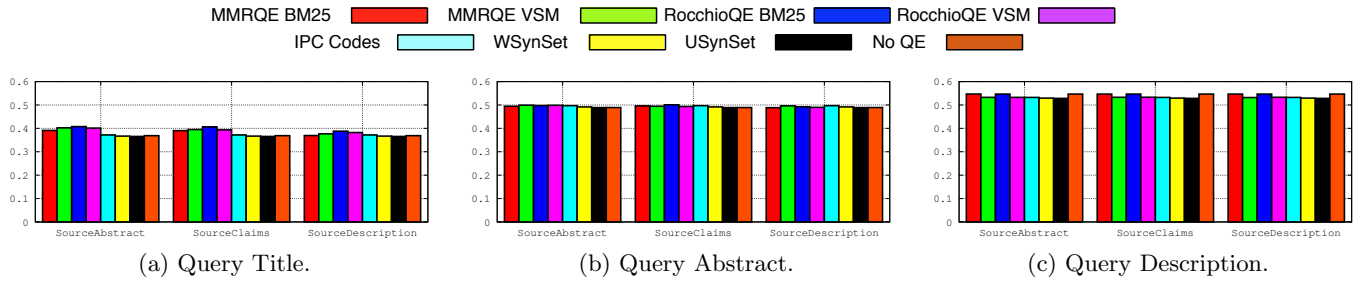 MMRQE BM25 MMRQE VSM RocchioQE BM25 RocchioQE VSM
IPC Codes WSynSet USynSet No QE
0.6 0.6 0.6
0.5 0.5 0.5
0.4 0.4 0.4
0.3 0.3 0.3
0.2 0.2 0.2
0.1 0.1 0.1
0 0 0
SourceAbstract SourceClaims SourceDescription SourceAbstract SourceClaims SourceDescription SourceAbstract SourceClaims SourceDescription
(a) Query Title. (b) Query Abstract. (c) Query Description.